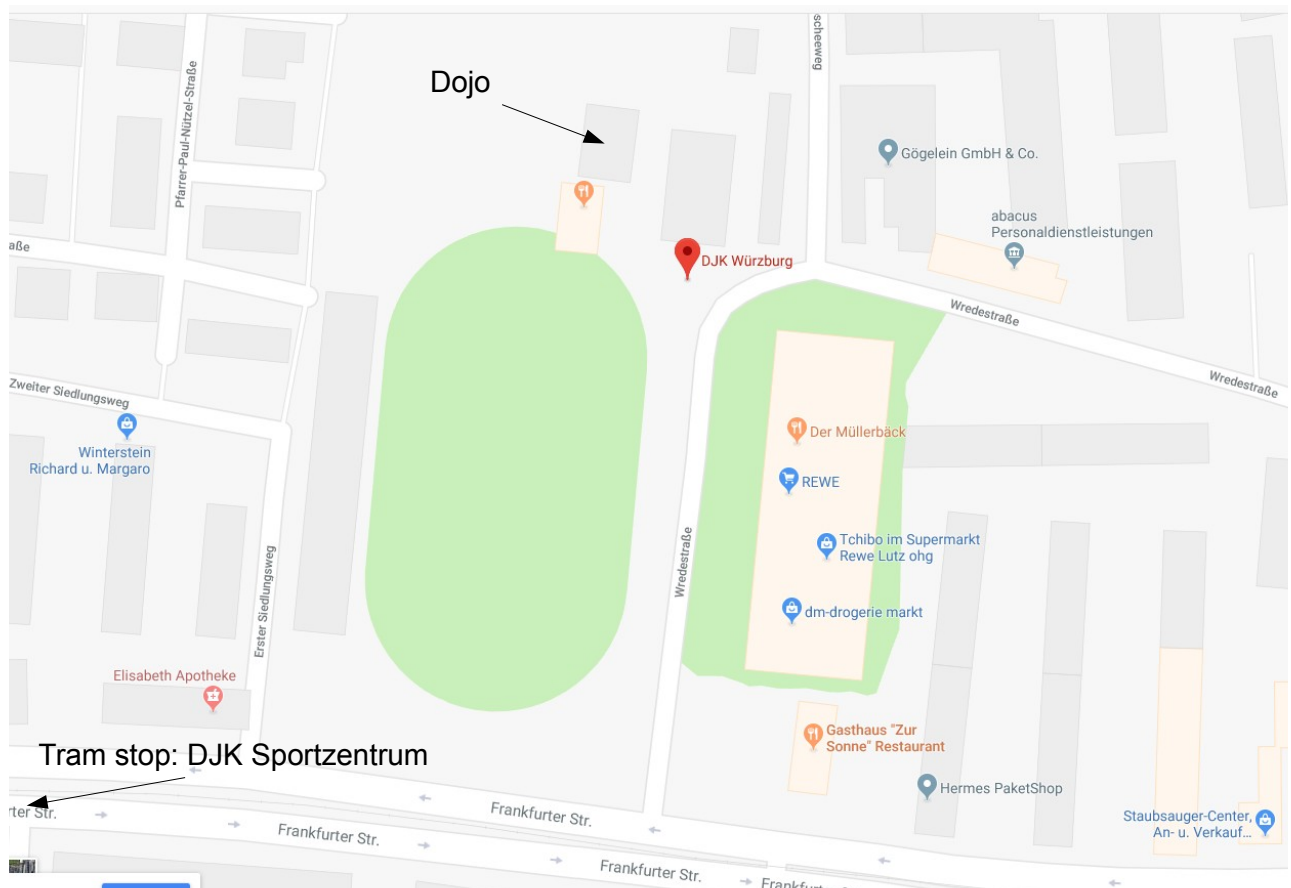 scheeweg
Dojo
Pfarrer-Paul-Nützel-Straße
Gögelein GmbH & Co.
abacus
Personaldienstleistungen
aße
DJK Würzburg
Wredestraße
Wredestraße
Zweiter Siedlungsweg
Der Müllerbäck
Winterstein
Richard u. Margaro
REWE
Tchibo im Supermarkt
Rewe Lutz ohg
Wredestraße
Erster Siedlungsweg
dm-drogerie markt
Elisabeth Apotheke
Gasthaus "Zur
Sonne" Restaurant
Tram stop: DJK Sportzentrum
Hermes PaketShop
rter Str.
Frankfurter Str.
Frankfurter Str.
Staubsauger-Center,
An- u. Verkauf...
Frankfurter Str.